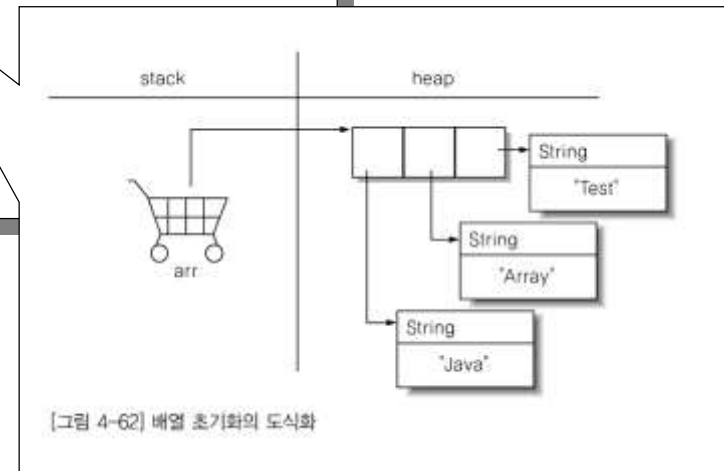 stack
heap
String
"Test"
String
"Array"
arr
String
"Java"
[그림 4-62] 배열 초기화의 도식화